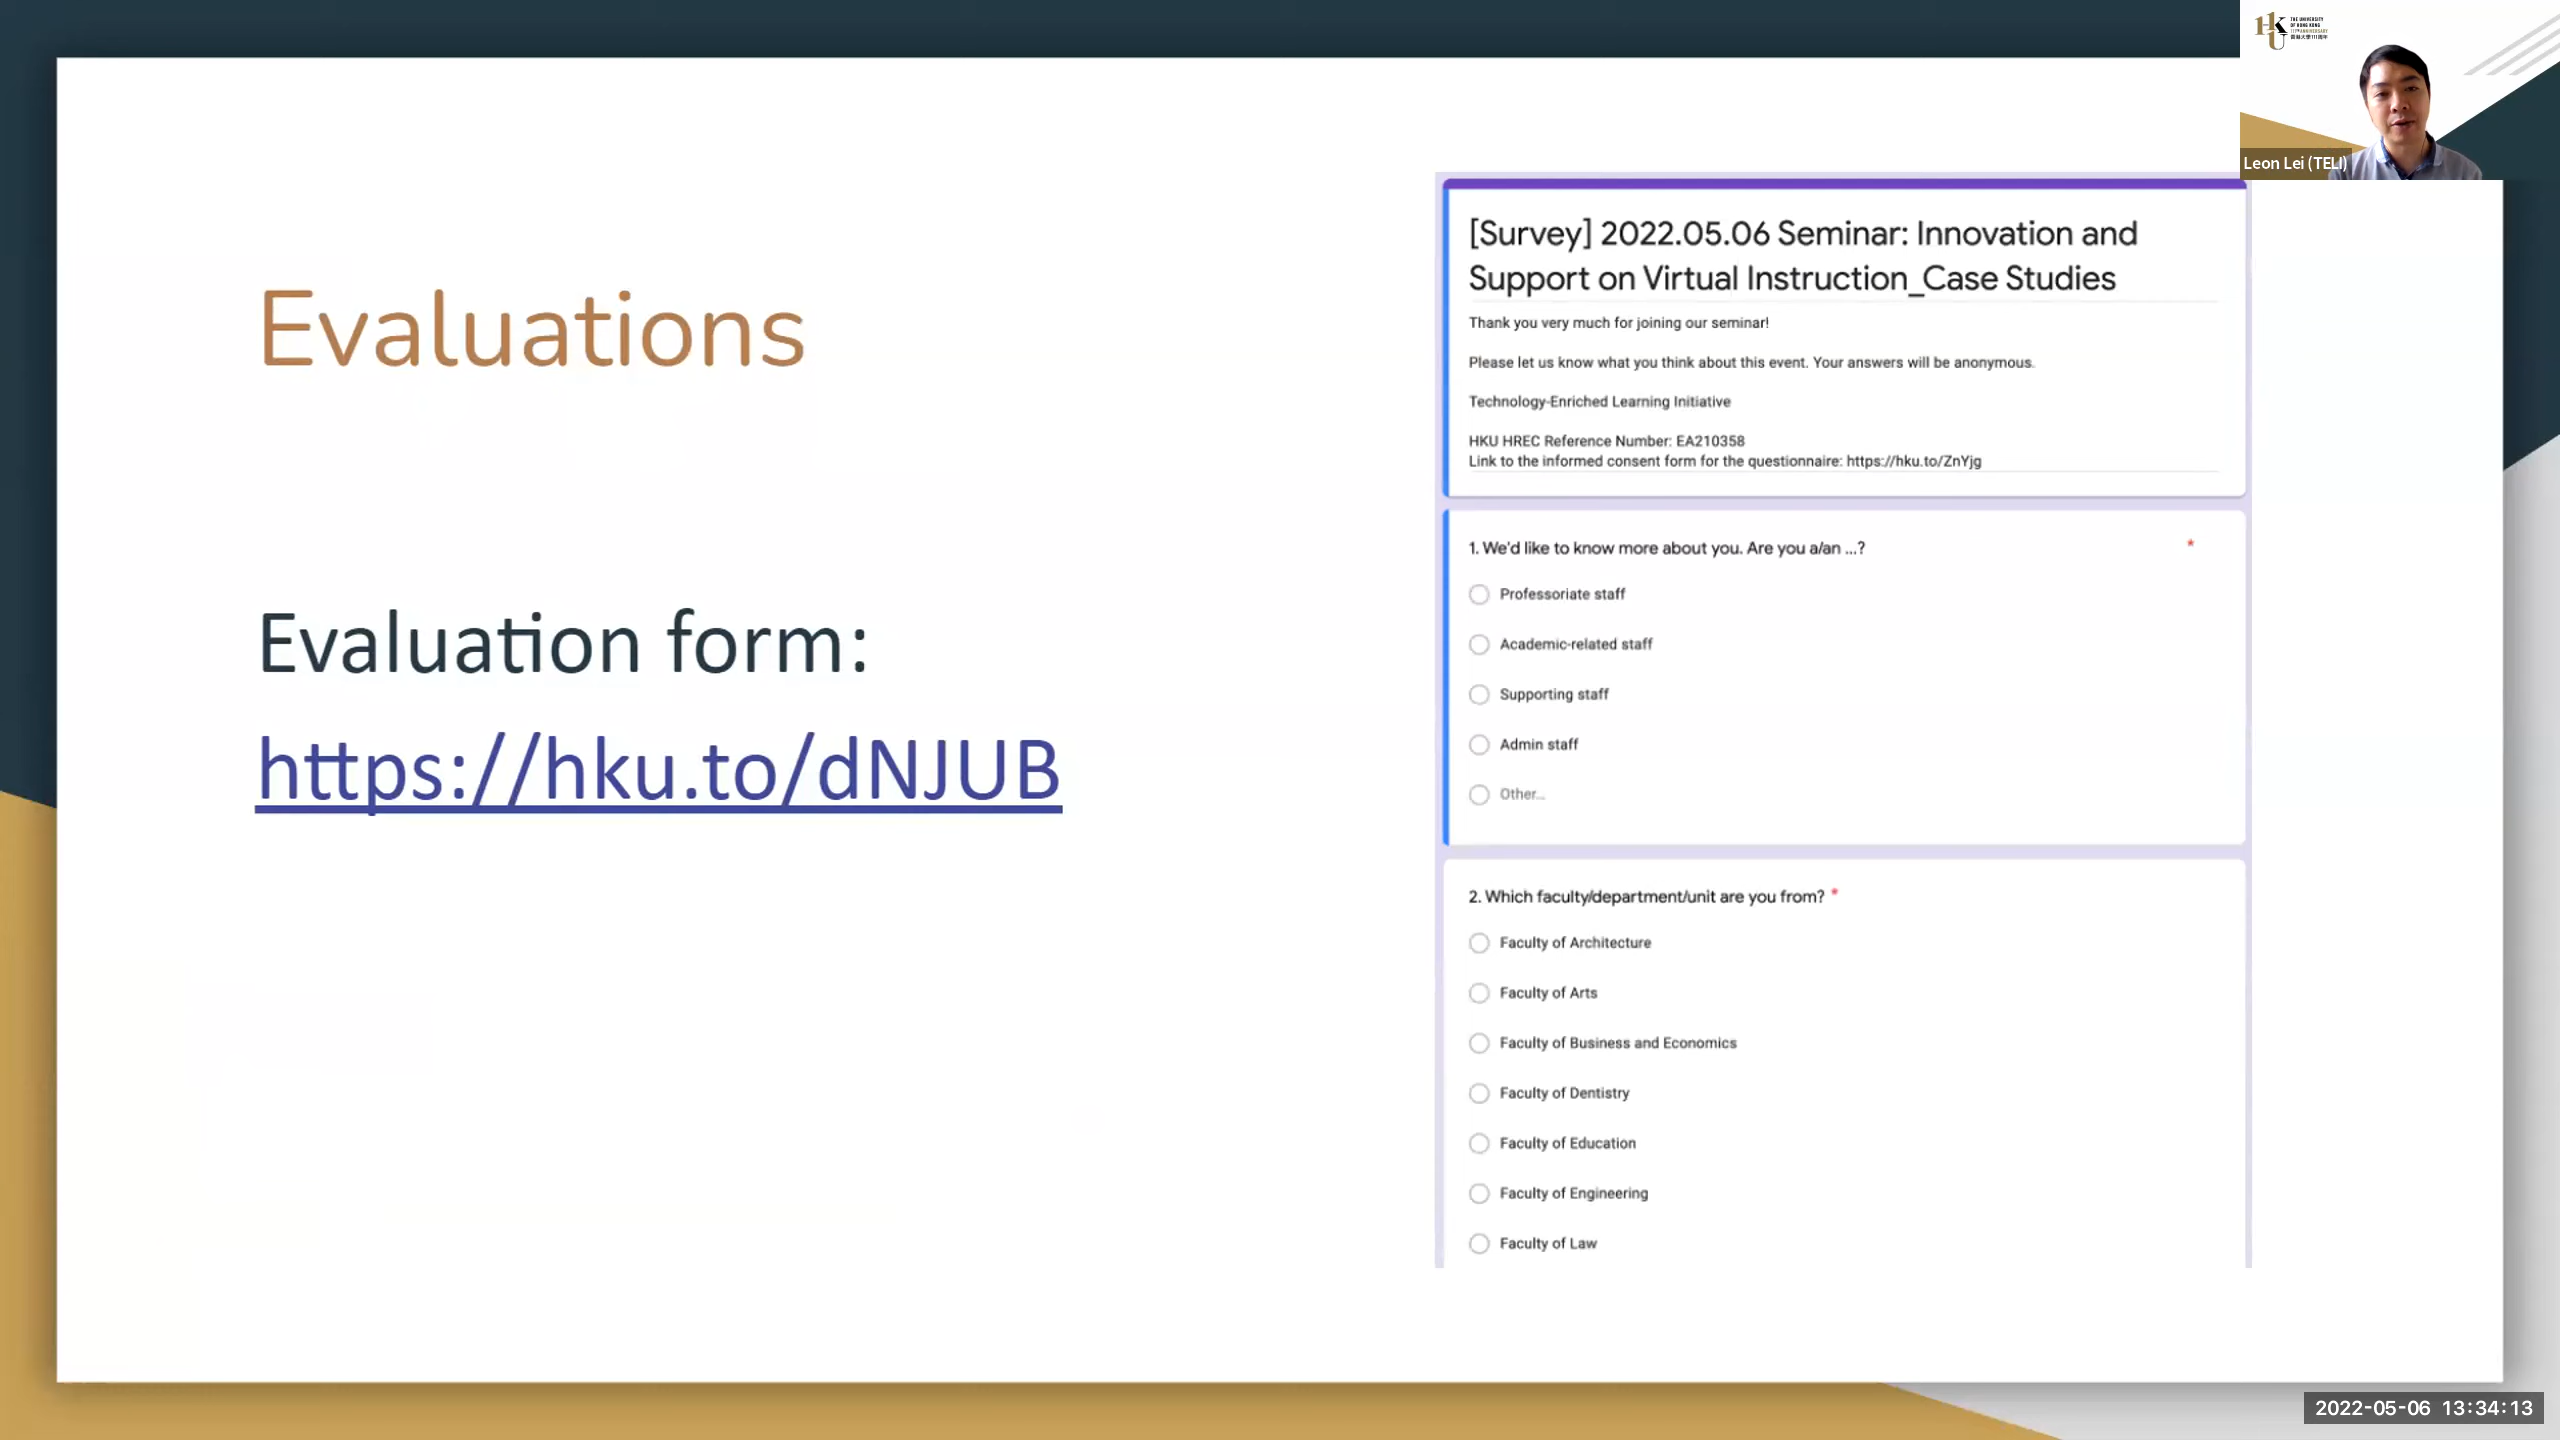 HKU
THE UNIVERSITY
OF HONG KONG
Leon Lei (TELI)
Evaluations
Evaluation form:
https://hku.to/dNJUB
[Survey] 2022.05.06 Seminar: Innovation and
Support on Virtual Instruction_Case Studies
Thank you very much for joining our seminar!
Please let us know what you think about this event. Your answers will be anonymous.
Technology-Enriched Learning Initiative
HKU HREC Reference Number: EA210358
Link to the informed consent form for the questionnaire: https://hku.to/ZnYjg
1. We'd like to know more about you. Are you a/an ...? *
Professoriate staff
Academic-related staff
Supporting staff
Admin staff
Other...
2. Which faculty/department/unit are you from? *
Faculty of Architecture
Faculty of Arts
Faculty of Business and Economics
Faculty of Dentistry
Faculty of Education
Faculty of Engineering
Faculty of Law
2022-05-06 13:34:13